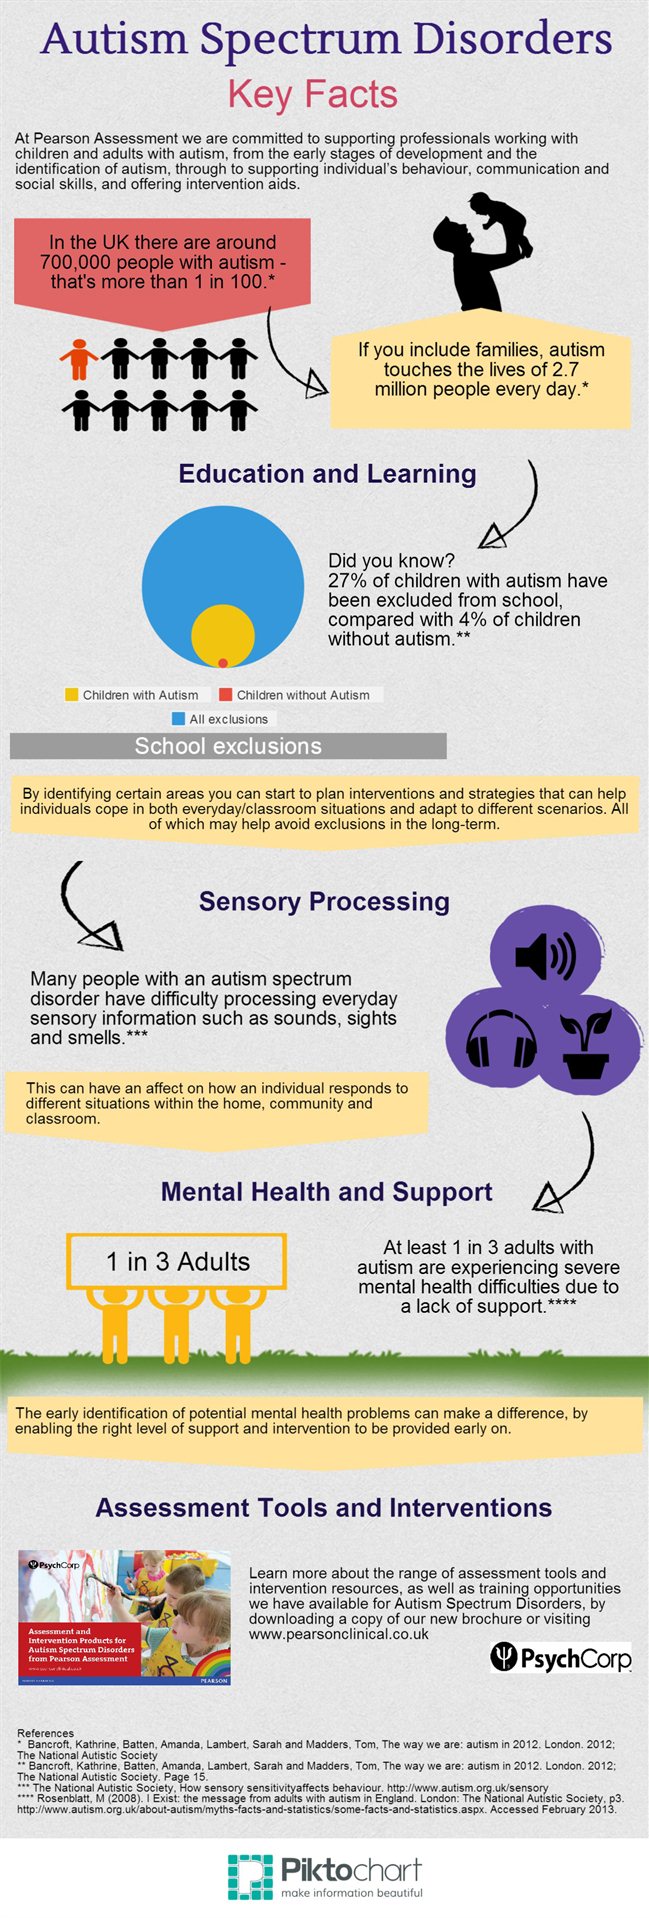 Autism Spectrum Disorders
Key Facts
At Pearson Assessment we are committed to supporting professionals working with
children and adults with autism, from the early stages of development and the
identification of autism, through to supporting individual's behaviour, communication and
social skills, and offering intervention aids.
In the UK there are around
700,000 people with autism -
that's more than 1 in 100.*
If you include families, autism
touches the lives of 2.7
million people every day.*
Education and Learning
Did you know?
27% of children with autism have
been excluded from school,
compared with 4% of children
without autism.**
Children with Autism
Children without Autism
All exclusions
School exclusions
By identifying certain areas you can start to plan interventions and strategies that can help
individuals cope in both everyday/classroom situations and adapt to different scenarios. All
of which may help avoid exclusions in the long-term.
Sensory Processing
Many people with an autism spectrum
disorder have difficulty processing everyday
sensory information such as sounds, sights
and smells.***
This can have an affect on how an individual responds to
different situations within the home, community and
classroom.
Mental Health and Support
1 in 3 Adults
At least 1 in 3 adults with
autism are experiencing severe
mental health difficulties due to
a lack of support.****
The early identification of potential mental health problems can make a difference, by
enabling the right level of support and intervention to be provided early on.
Assessment Tools and Interventions
PsychCorp
Assessment and
Intervention Products for
Autism Spectrum Disorders
from Pearson Assessment
PEARSON
Learn more about the range of assessment tools and
intervention resources, as well as training opportunities
we have available for Autism Spectrum Disorders, by
downloading a copy of our new brochure or visiting
www.pearsonclinical.co.uk
PsychCorp
References
* Bancroft, Kathrine, Batten, Amanda, Lambert, Sarah and Madders, Tom, The way we are: autism in 2012. London. 2012;
The National Autistic Society
** Bancroft, Kathrine, Batten, Amanda, Lambert, Sarah and Madders, Tom, The way we are: autism in 2012. London. 2012;
The National Autistic Society. Page 15.
*** The National Autistic Society, How sensory sensitivityaffects behaviour. http://www.autism.org.uk/sensory
**** Rosenblatt, M (2008). I Exist: the message from adults with autism in England. London: The National Autistic Society, p3.
http://www.autism.org.uk/about-autism/myths-facts-and-statistics/some-facts-and-statistics.aspx. Accessed February 2013.
Piktochart
make information beautiful